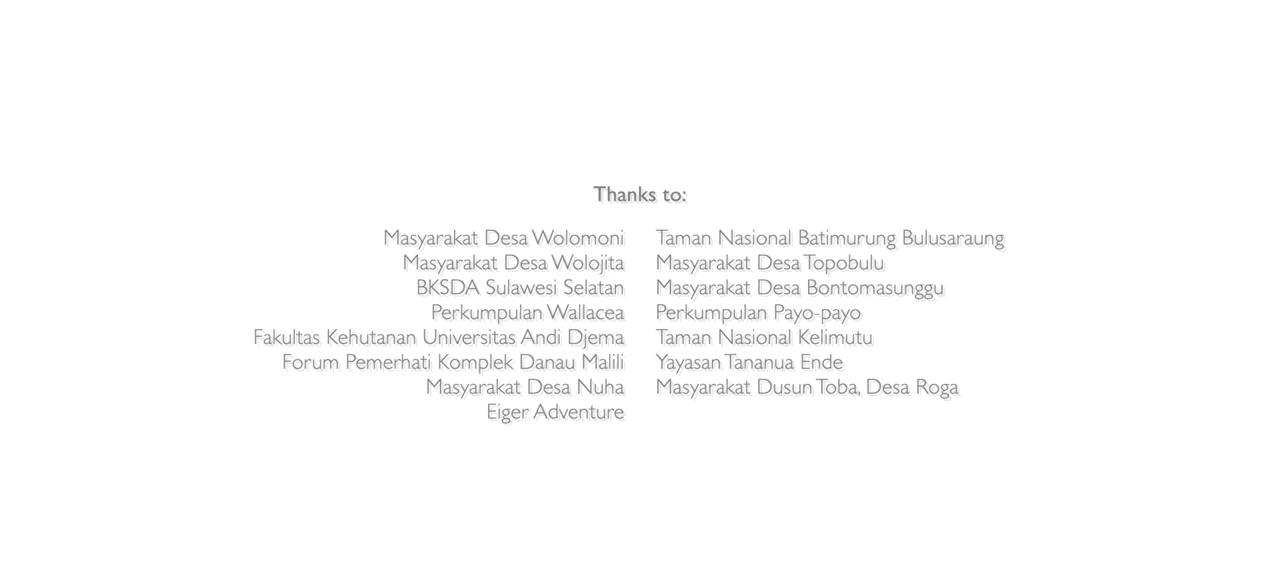 Thanks to:
Masyarakat Desa Wolomoni
Masyarakat Desa Wolojita
BKSDA Sulawesi Selatan
Perkumpulan Wallacea
Fakultas Kehutanan Universitas Andi Djema
Forum Pemerhati Komplek Danau Malili
Masyarakat Desa Nuha
Eiger Adventure
Taman Nasional Batimurung Bulusaraung
Masyarakat Desa Topobulu
Masyarakat Desa Bontomasunggu
Perkumpulan Payo-payo
Taman Nasional Kelimutu
Yayasan Tananua Ende
Masyarakat Dusun Toba, Desa Roga